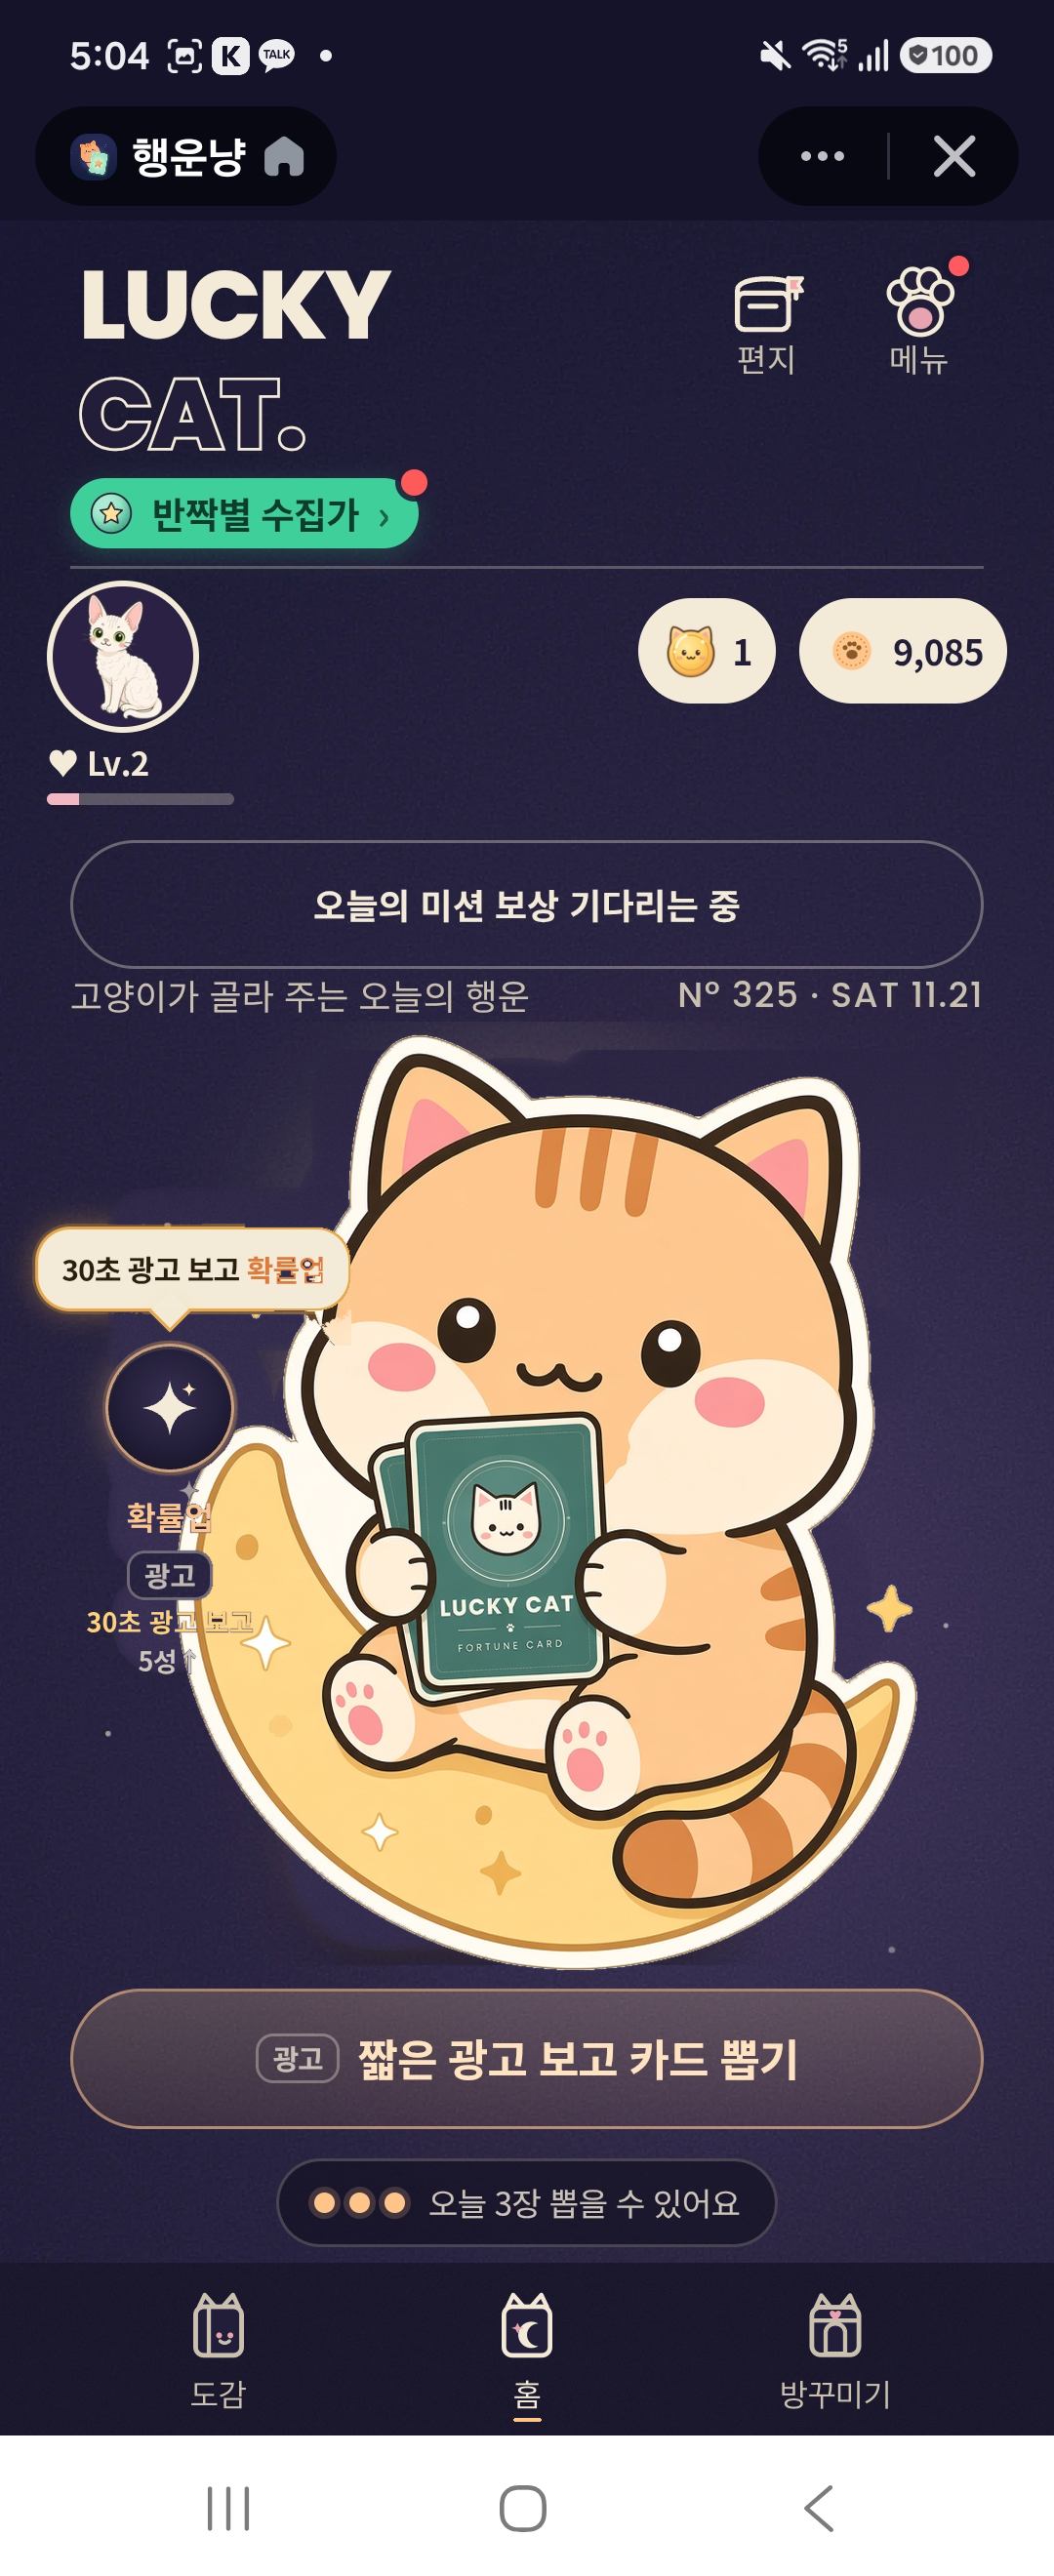 5:04 K TALK 5 100
행운냥
LUCKY
CAT.
편지
메뉴
반짝별 수집가 ›
1
9,085
♥ Lv.2
오늘의 미션 보상 기다리는 중
고양이가 골라 주는 오늘의 행운
Nº 325 · SAT 11.21
30초 광고 보고 확률업
확률업
광고
30초 광고 보고
5성↑
LUCKY CAT
FORTUNE CARD
광고 짧은 광고 보고 카드 뽑기
오늘 3장 뽑을 수 있어요
도감
홈
방꾸미기